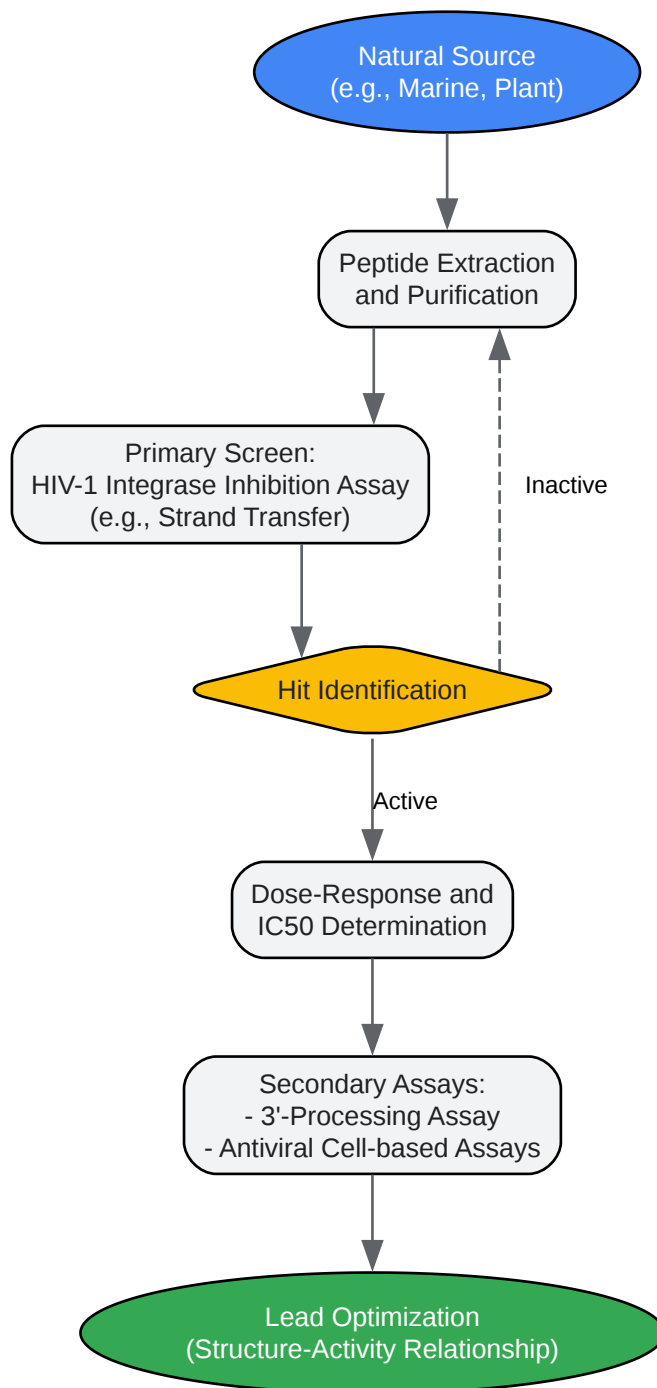 Natural Source
(e.g., Marine, Plant)
Peptide Extraction
and Purification
Primary Screen:
HIV-1 Integrase Inhibition Assay
(e.g., Strand Transfer)
Inactive
Hit Identification
Active
Dose-Response and
IC50 Determination
Secondary Assays:
- 3'-Processing Assay
- Antiviral Cell-based Assays
Lead Optimization
(Structure-Activity Relationship)